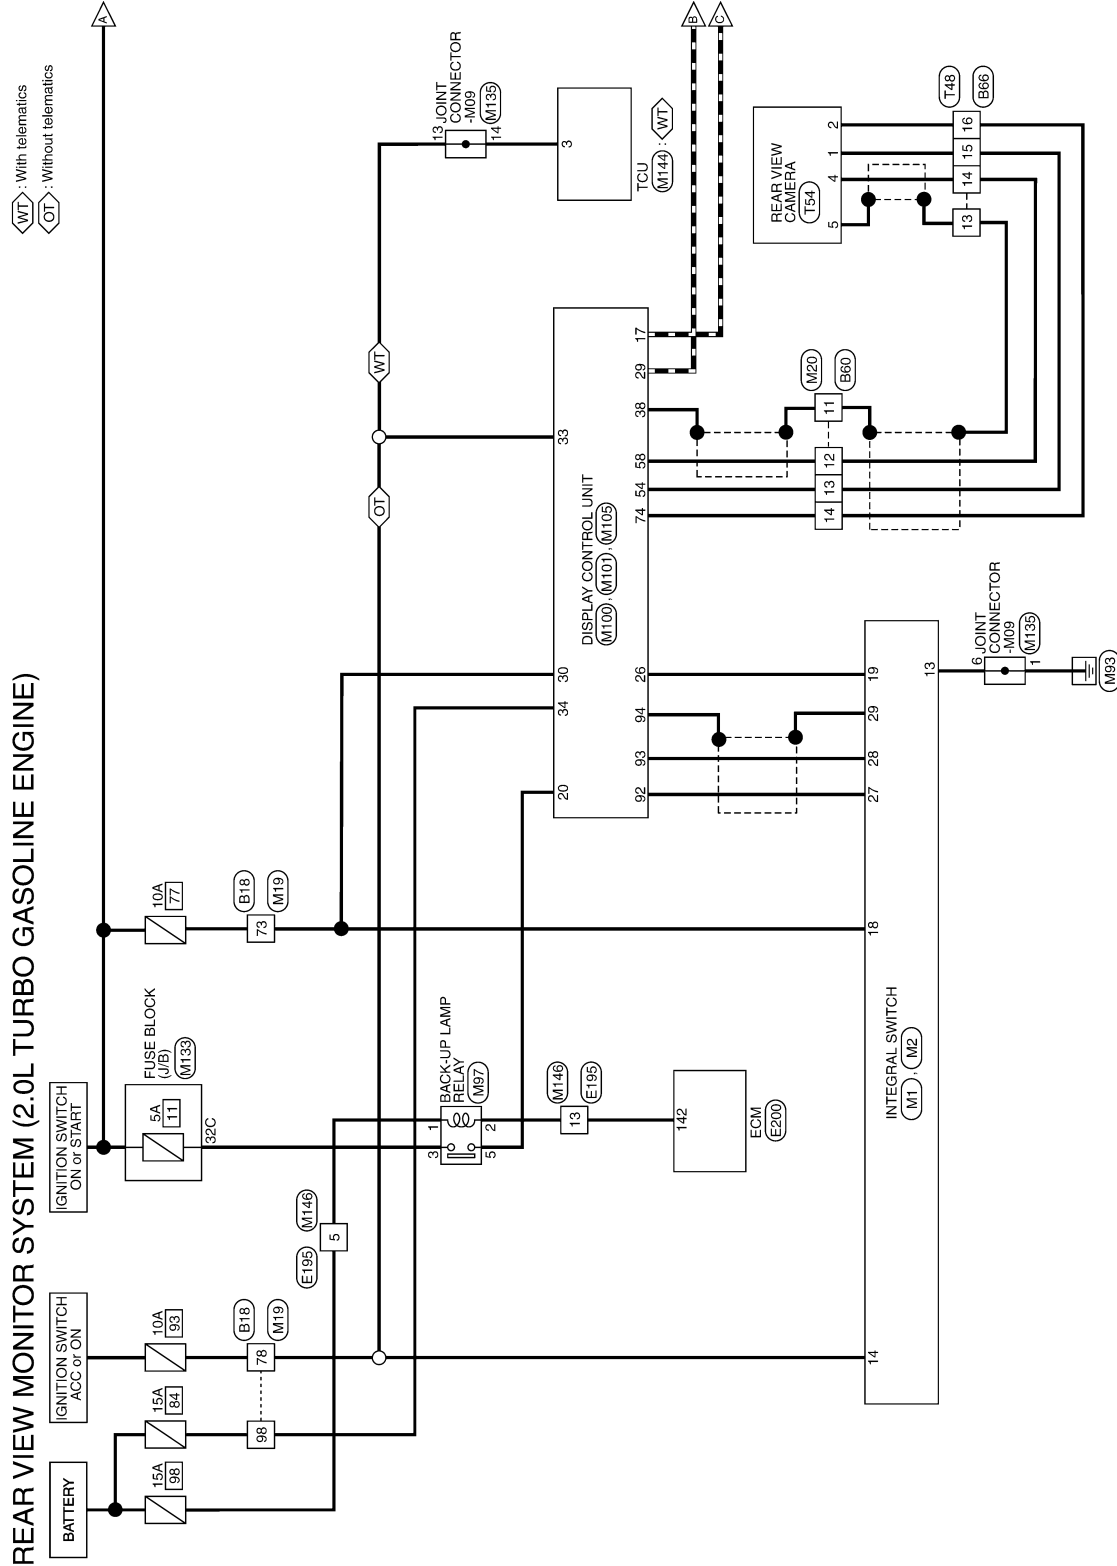 REAR VIEW MONITOR SYSTEM (2.0L TURBO GASOLINE ENGINE)
WT : With telematics
OT : Without telematics
BATTERY
IGNITION SWITCH
ACC or ON
IGNITION SWITCH
ON or START
A
15A
98
15A
84
10A
93
5A
11
FUSE BLOCK
(J/B)
M133
32C
10A
77
98
78
B18
M19
73
B18
M19
E195
M146
5
OT
WT
13
14
JOINT
CONNECTOR
-M09
M135
3
1
5
2
BACK-UP LAMP
RELAY
M97
13
M146
E195
142
ECM
E200
3
TCU
M144 : WT
20
34
30
33
DISPLAY CONTROL UNIT
M100 , M101 , M105
92
93
94
26
74
54
58
38
29
17
B
C
14
13
12
11
M20
B60
REAR VIEW
CAMERA
T54
5
4
1
2
13
14
15
16
T48
B66
14
18
27
28
29
19
13
INTEGRAL SWITCH
M1 , M2
6
1
JOINT
CONNECTOR
-M09
M135
M93